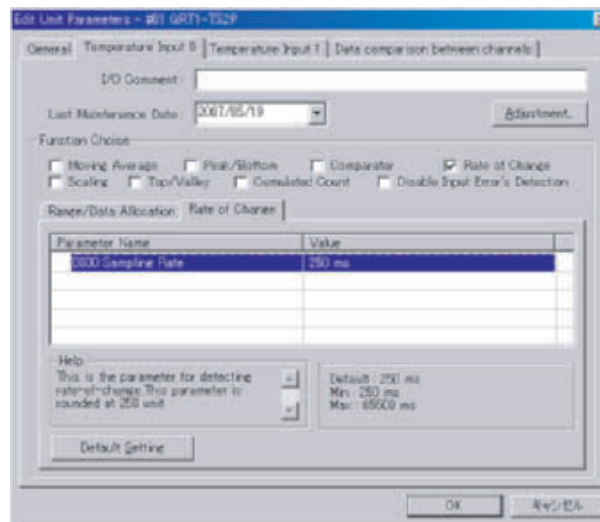 Edit Unit Parameters - #01 GRT1-TS2P
General Temperature Input 0 Temperature Input 1 Data comparison between channels
I/O Comment :
Last Maintenance Date : 2007/05/19 Adjustment.
Function Choice
Moving Average Peak/Bottom Comparator Rate of Change
Scaling Top/Valley Cumulated Count Disable Input Error's Detection
Range/Data Allocation Rate of Change
Parameter Name Value
0000 Sampling Rate 250 ms
Help
This is the parameter for detecting
rate-of-change.This parameter is
rounded at 250 unit
Default : 250 ms
Min : 250 ms
Max : 65500 ms
Default Setting
OK キャンセル